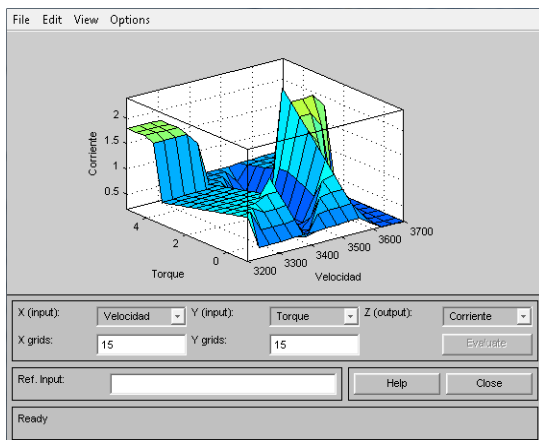 File Edit View Options
2
1.5
1
0.5
Corriente
4
2
0
Torque
3200
3300
3400
3500
3600
3700
Velocidad
X (input): Velocidad Y (input): Torque Z (output): Corriente
X grids: 15 Y grids: 15 Evaluate
Ref. Input: Help Close
Ready